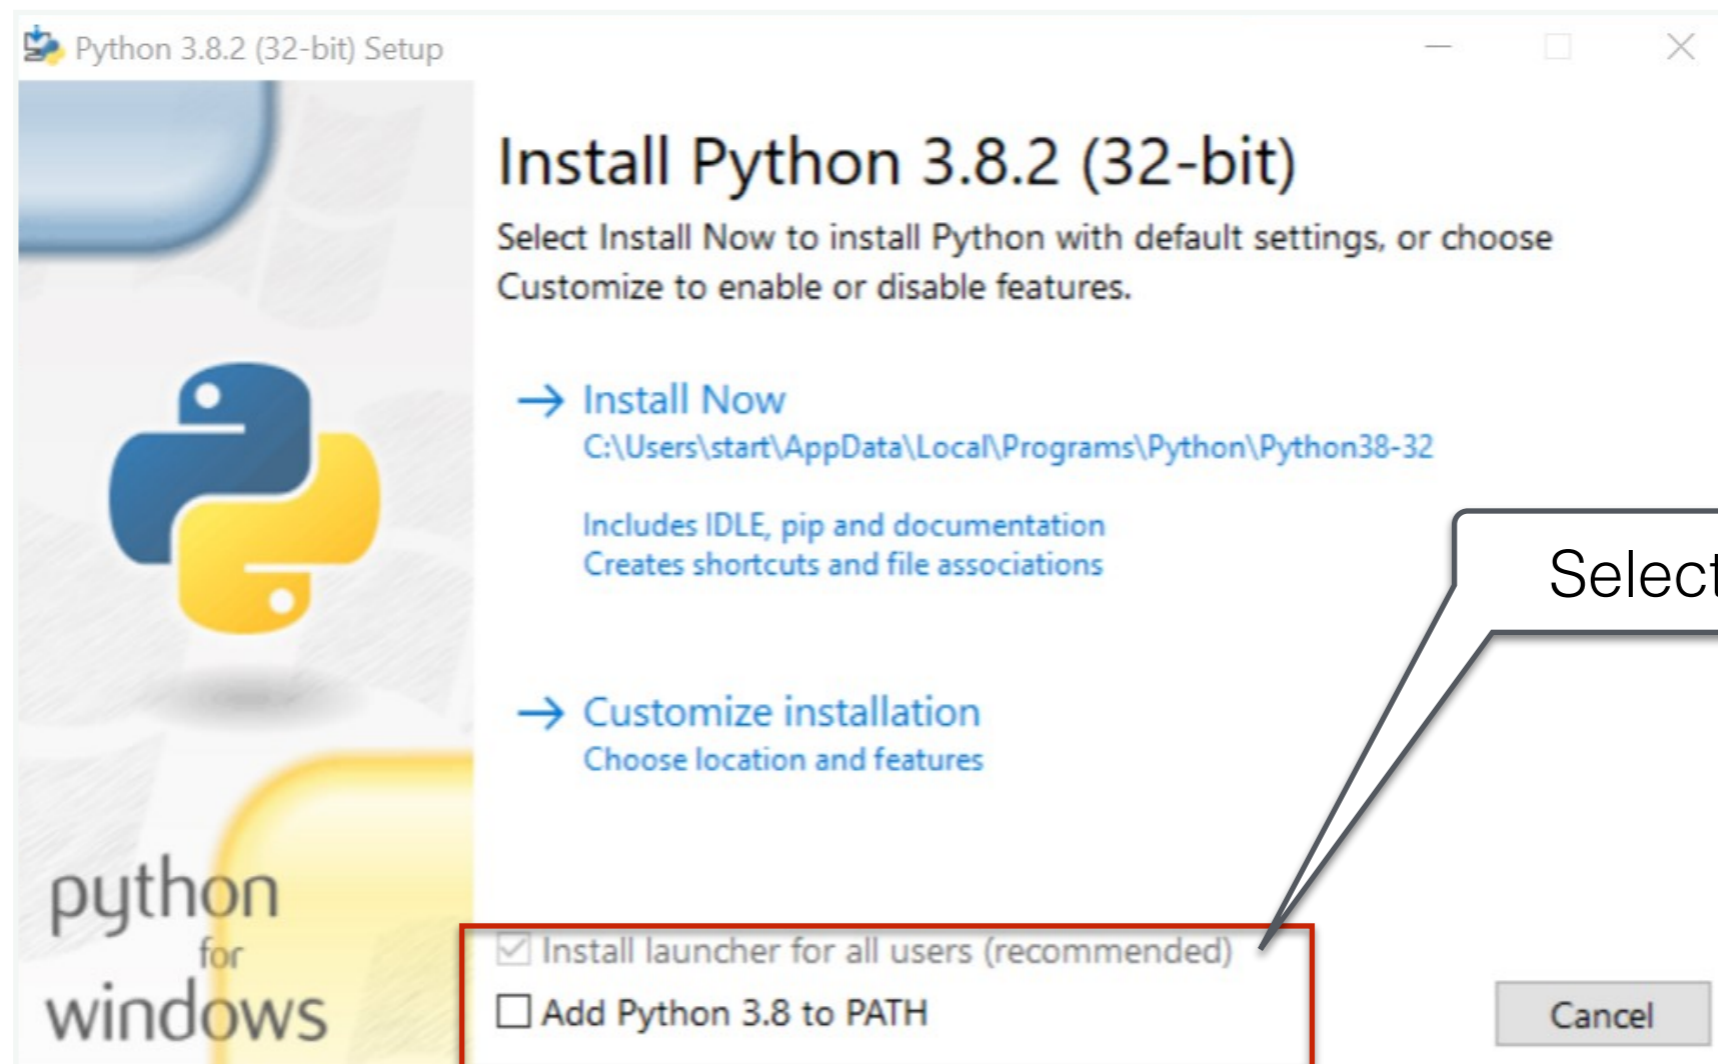 Python 3.8.2 (32-bit) Setup
Install Python 3.8.2 (32-bit)
Select Install Now to install Python with default settings, or choose
Customize to enable or disable features.
Install Now
C:\Users\start\AppData\Local\Programs\Python\Python38-32
Includes IDLE, pip and documentation
Creates shortcuts and file associations
Select
Customize installation
Choose location and features
python
for
windows
Install launcher for all users (recommended)
Add Python 3.8 to PATH
Cancel